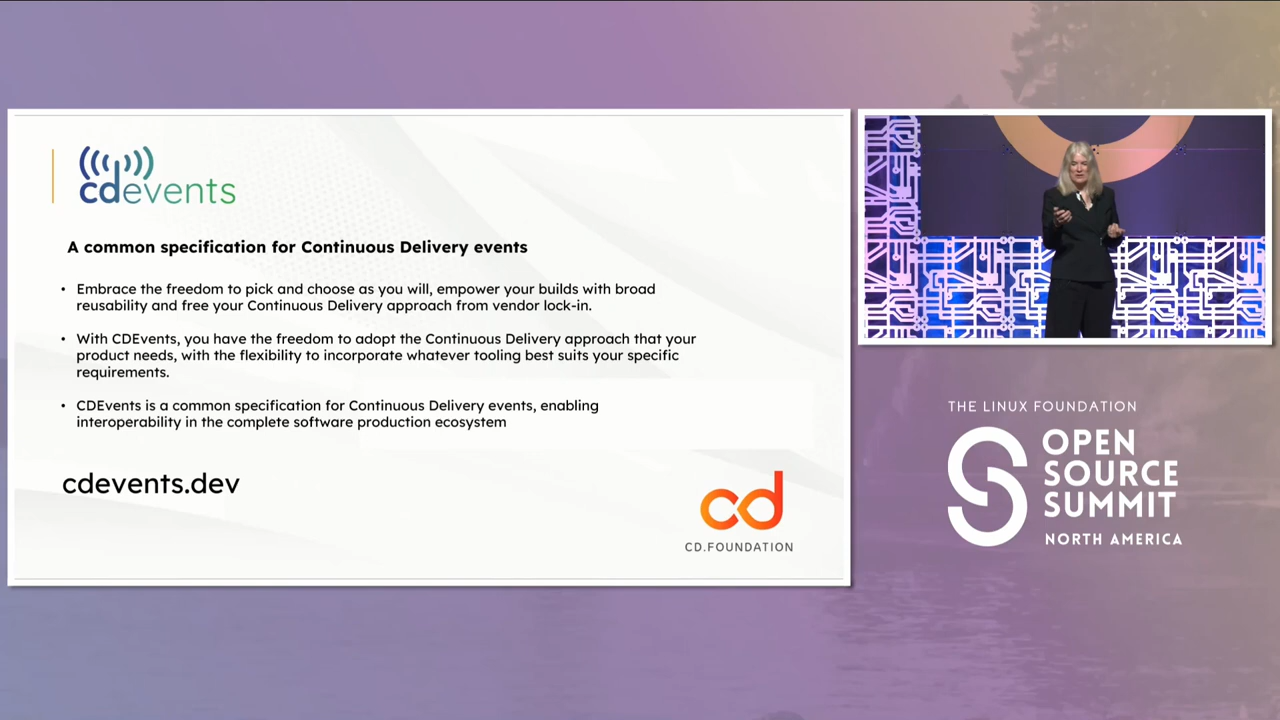 cdevents
A common specification for Continuous Delivery events
• Embrace the freedom to pick and choose as you will, empower your builds with broad
reusability and free your Continuous Delivery approach from vendor lock-in.
• With CDEvents, you have the freedom to adopt the Continuous Delivery approach that your
product needs, with the flexibility to incorporate whatever tooling best suits your specific
requirements.
• CDEvents is a common specification for Continuous Delivery events, enabling
interoperability in the complete software production ecosystem
cdevents.dev
cd
CD.FOUNDATION
THE LINUX FOUNDATION
OPEN
SOURCE
SUMMIT
NORTH AMERICA